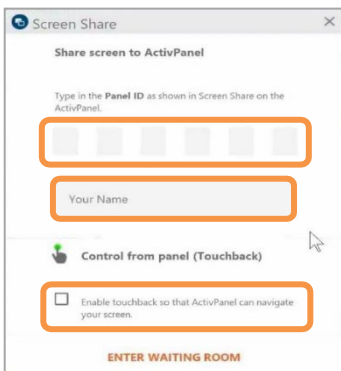 Screen Share
Share screen to ActivPanel
Type in the Panel ID as shown in Screen Share on the
ActivPanel.
Your Name
Control from panel (Touchback)
Enable touchback so that ActivPanel can navigate
your screen.
ENTER WAITING ROOM